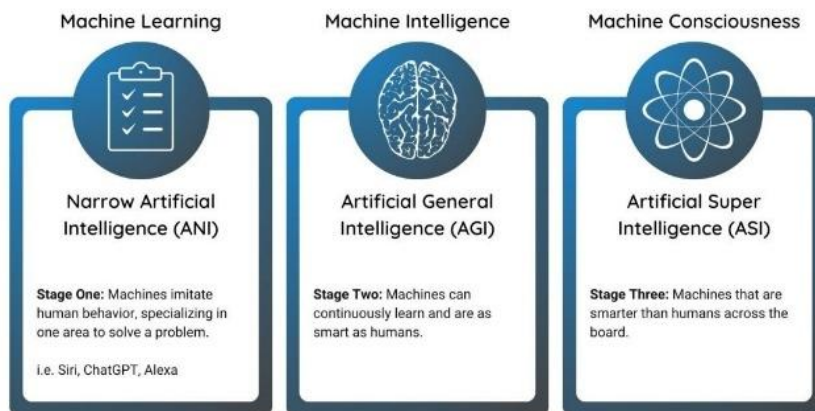 Machine Learning
Narrow Artificial
Intelligence (ANI)
Stage One: Machines imitate
human behavior, specializing in
one area to solve a problem.
i.e. Siri, ChatGPT, Alexa
Machine Intelligence
Artificial General
Intelligence (AGI)
Stage Two: Machines can
continuously learn and are as
smart as humans.
Machine Consciousness
Artificial Super
Intelligence (ASI)
Stage Three: Machines that are
smarter than humans across the
board.